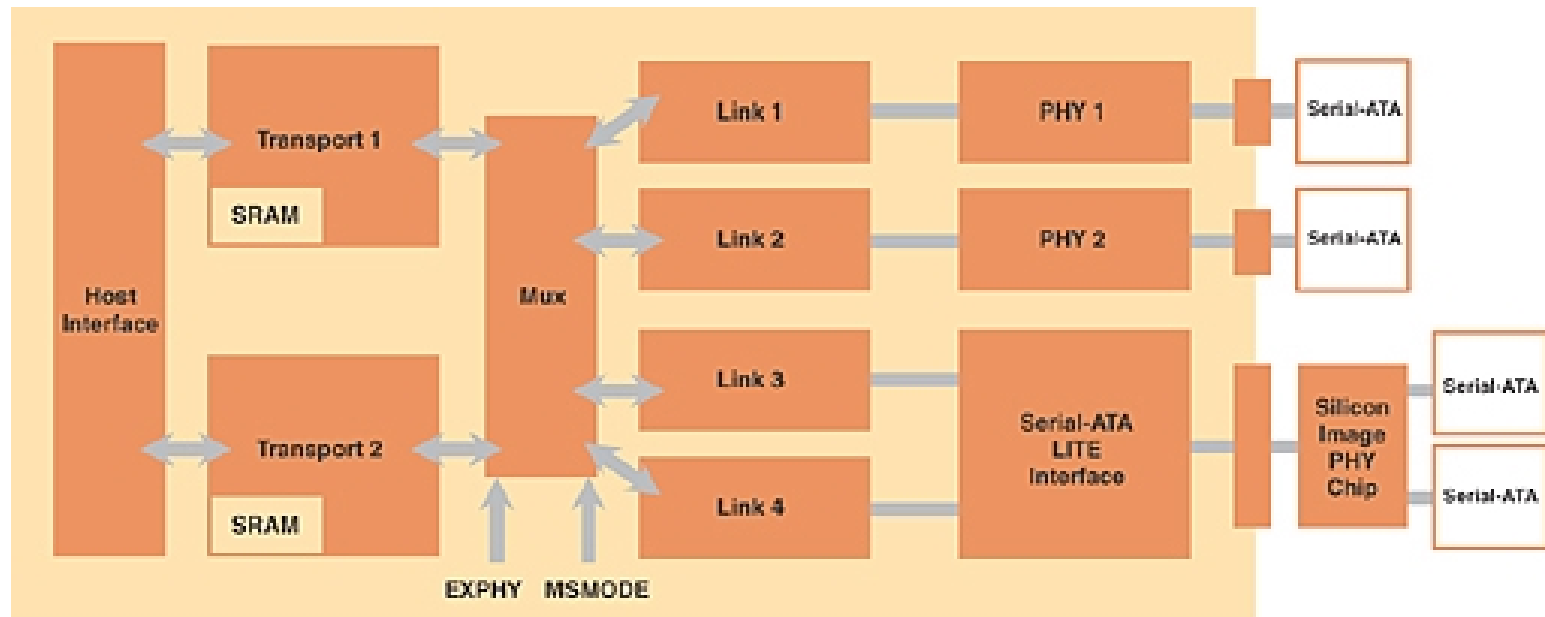 Host
Interface
Transport 1
SRAM
Transport 2
SRAM
Mux
EXPHY
MSMODE
Link 1
Link 2
Link 3
Link 4
PHY 1
PHY 2
Serial-ATA
LITE
Interface
Serial-ATA
Serial-ATA
Silicon
Image
PHY
Chip
Serial-ATA
Serial-ATA